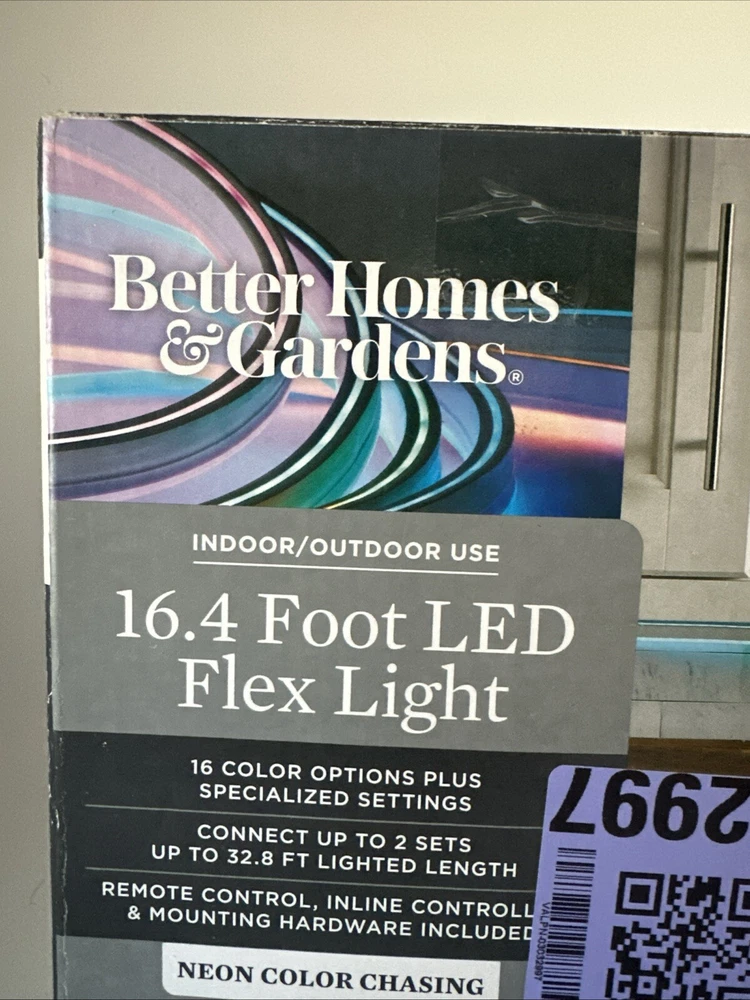 Better Homes
& Gardens®
INDOOR/OUTDOOR USE
16.4 Foot LED
Flex Light
16 COLOR OPTIONS PLUS
SPECIALIZED SETTINGS
CONNECT UP TO 2 SETS
UP TO 32.8 FT LIGHTED LENGTH
REMOTE CONTROL, INLINE CONTROLL
& MOUNTING HARDWARE INCLUDED
NEON COLOR CHASING
2997